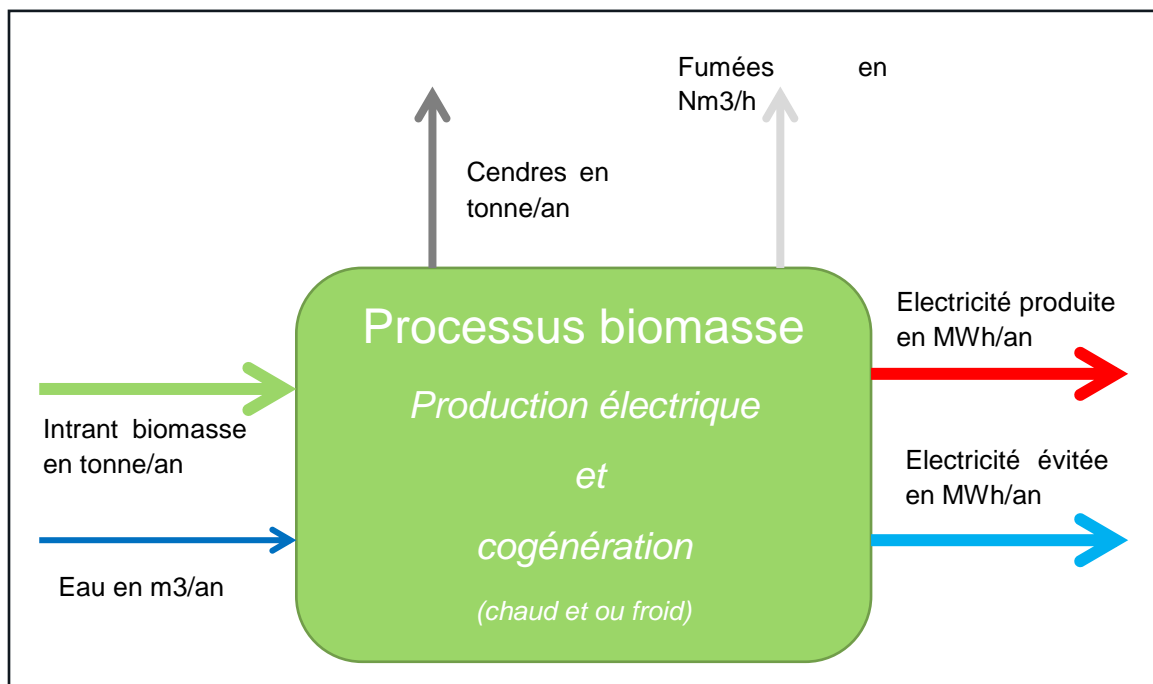 Fumées en
Nm3/h
Cendres en
tonne/an
Processus biomasse
Production électrique
et
cogénération
(chaud et ou froid)
Intrant biomasse
en tonne/an
Eau en m3/an
Electricité produite
en MWh/an
Electricité évitée
en MWh/an